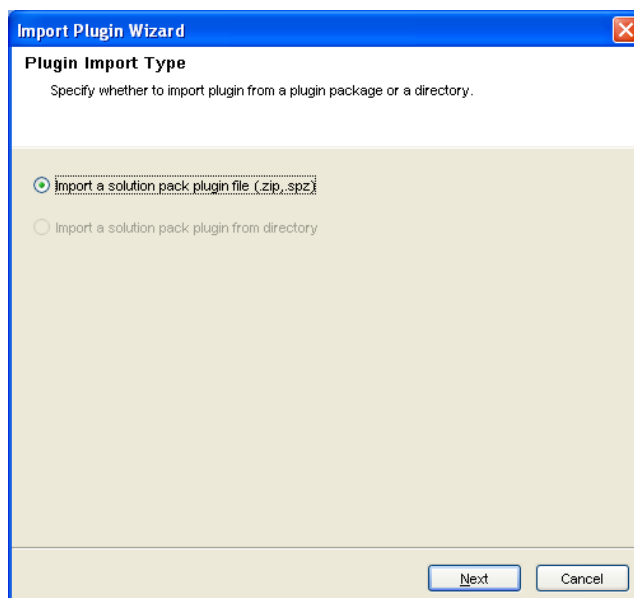 Import Plugin Wizard
Plugin Import Type
Specify whether to import plugin from a plugin package or a directory.
Import a solution pack plugin file (.zip,.spz)
Import a solution pack plugin from directory
Next
Cancel